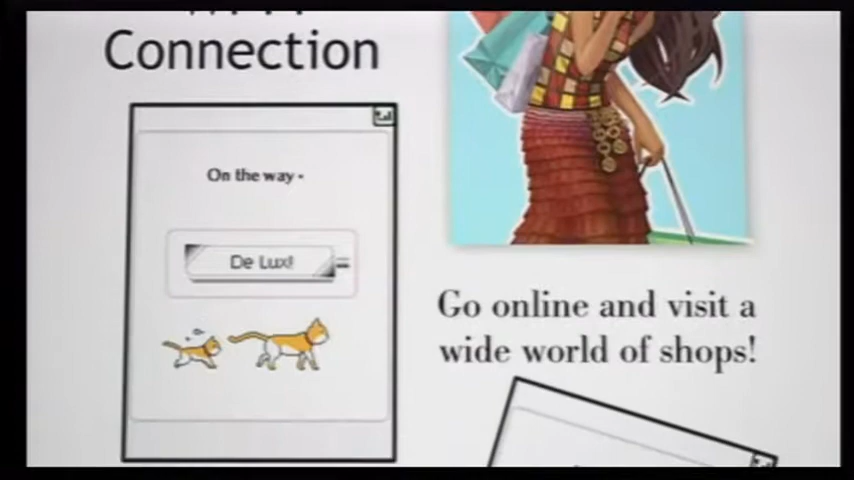 Connection
On the way -
De Lux!
Go online and visit a
wide world of shops!